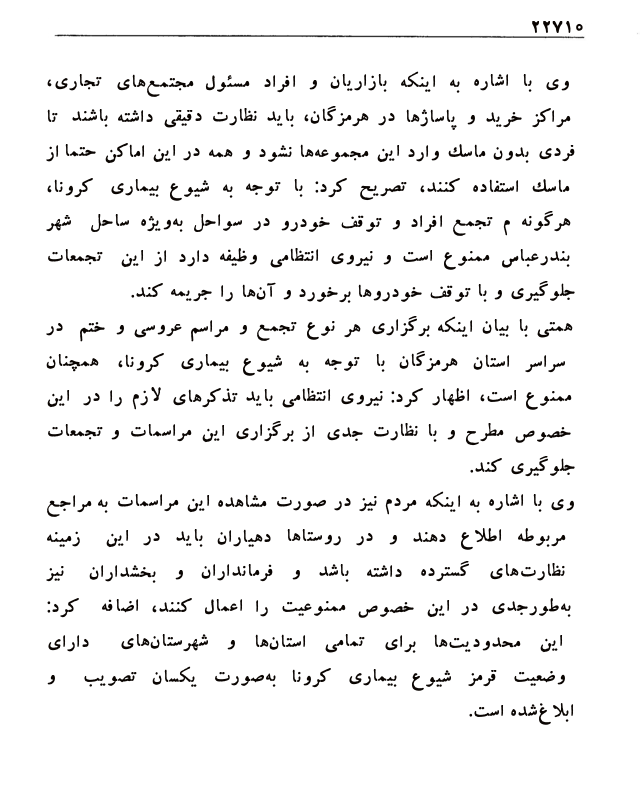 ۲۲۷۱۰
وی با اشاره به اینکه بازاریان و افراد مسئول مجتمع‌های تجاری،
مراکز خرید و پاساژها در هرمزگان، باید نظارت دقیقی داشته باشند تا
فردی بدون ماسك وارد این مجموعه‌ها نشود و همه در این اماکن حتما از
ماسك استفاده کنند، تصریح کرد: با توجه به شیوع بیماری کرونا،
هرگونه م تجمع افراد و توقف خودرو در سواحل به‌ویژه ساحل شهر
بندرعباس ممنوع است و نیروی انتظامی وظیفه دارد از این تجمعات
جلوگیری و با توقف خودروها برخورد و آن‌ها را جریمه کند.
همتی با بیان اینکه برگزاری هر نوع تجمع و مراسم عروسی و ختم در
سراسر استان هرمزگان با توجه به شیوع بیماری کرونا، همچنان
ممنوع است، اظهار کرد: نیروی انتظامی باید تذکرهای لازم را در این
خصوص مطرح و با نظارت جدی از برگزاری این مراسمات و تجمعات
جلوگیری کند.
وی با اشاره به اینکه مردم نیز در صورت مشاهده این مراسمات به مراجع
مربوطه اطلاع دهند و در روستاها دهیاران باید در این زمینه
نظارت‌های گسترده داشته باشد و فرمانداران و بخشداران نیز
به‌طورجدی در این خصوص ممنوعیت را اعمال کنند، اضافه کرد:
این محدودیت‌ها برای تمامی استان‌ها و شهرستان‌های دارای
وضعیت قرمز شیوع بیماری کرونا به‌صورت یکسان تصویب و
ابلاغ‌شده است.